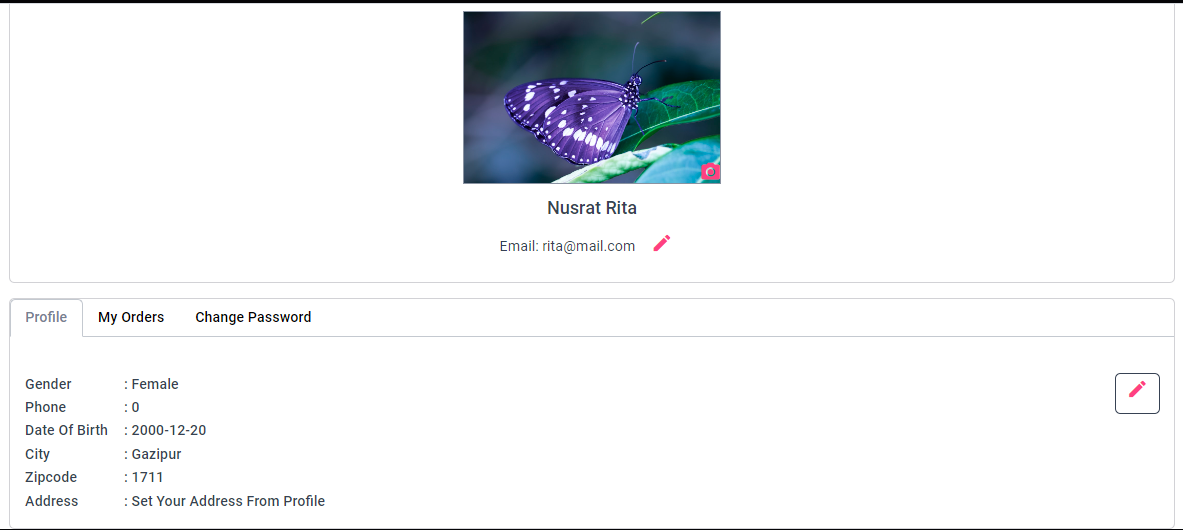 Nusrat Rita
Email: rita@mail.com
Profile My Orders Change Password
Gender : Female
Phone : 0
Date Of Birth : 2000-12-20
City : Gazipur
Zipcode : 1711
Address : Set Your Address From Profile